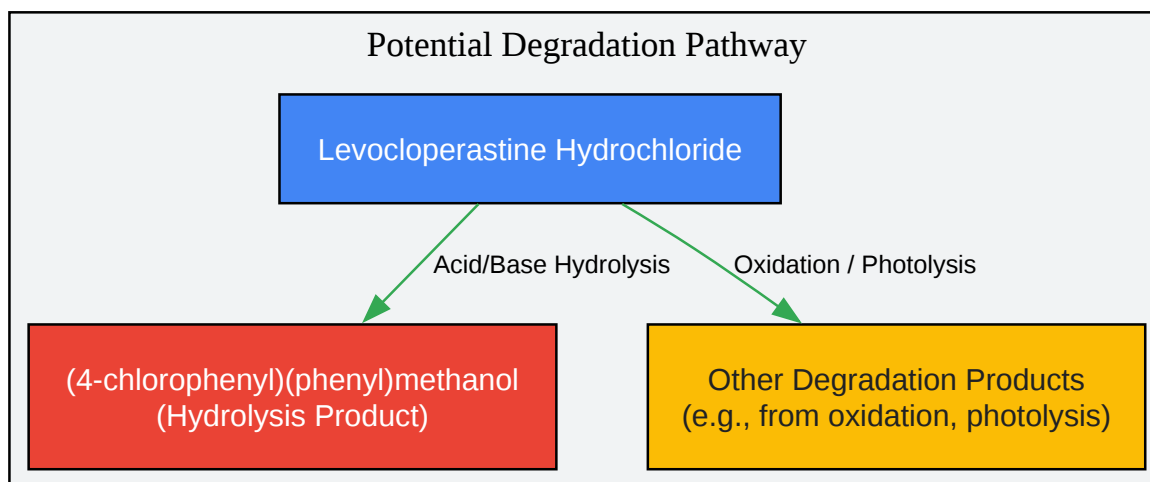 Potential Degradation Pathway
Levocloperastine Hydrochloride
Acid/Base Hydrolysis
Oxidation / Photolysis
(4-chlorophenyl)(phenyl)methanol
(Hydrolysis Product)
Other Degradation Products
(e.g., from oxidation, photolysis)